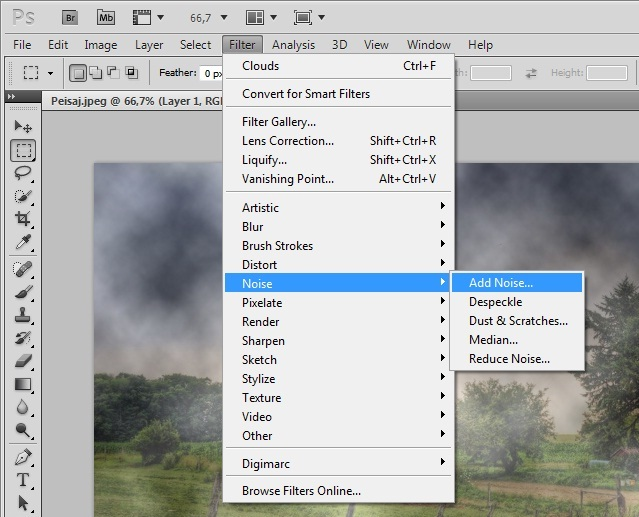 Ps Br Mb 66,7
File Edit Image Layer Select Filter Analysis 3D View Window Help
Feather: 0 px Height:
Peisaj.jpeg @ 66,7% (Layer 1, RG
Clouds Ctrl+F
Convert for Smart Filters
Filter Gallery...
Lens Correction... Shift+Ctrl+R
Liquify... Shift+Ctrl+X
Vanishing Point... Alt+Ctrl+V
Artistic
Blur
Brush Strokes
Distort
Noise
Pixelate
Render
Sharpen
Sketch
Stylize
Texture
Video
Other
Digimarc
Browse Filters Online...
Add Noise...
Despeckle
Dust & Scratches...
Median...
Reduce Noise...
T